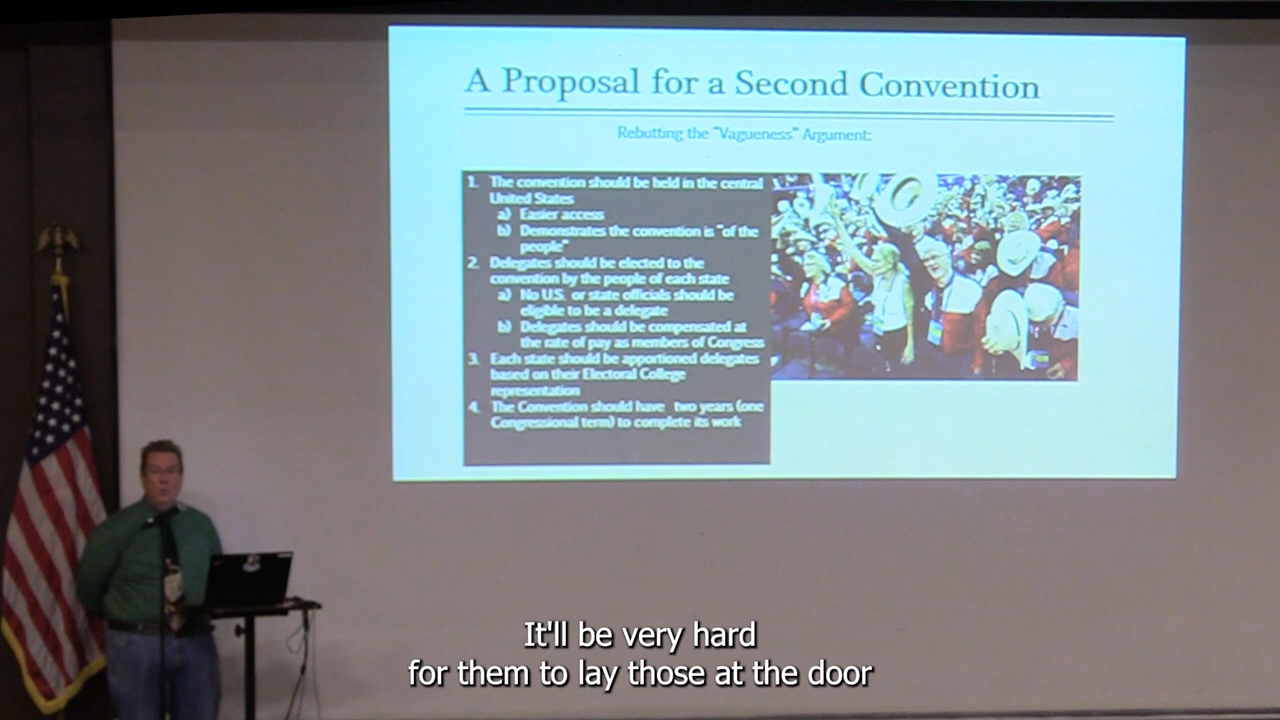 A Proposal for a Second Convention
Rebutting the "Vagueness" Argument:
1. The convention should be held in the central
United States
a) Easier access
b) Demonstrates the convention is "of the
people"
2. Delegates should be elected to the
convention by the people of each state
a) No U.S. or state officials should be
eligible to be a delegate
b) Delegates should be compensated at
the rate of pay as members of Congress
3. Each state should be apportioned delegates
based on their Electoral College
representation
4. The Convention should have two years (one
Congressional term) to complete its work
It'll be very hard
for them to lay those at the door